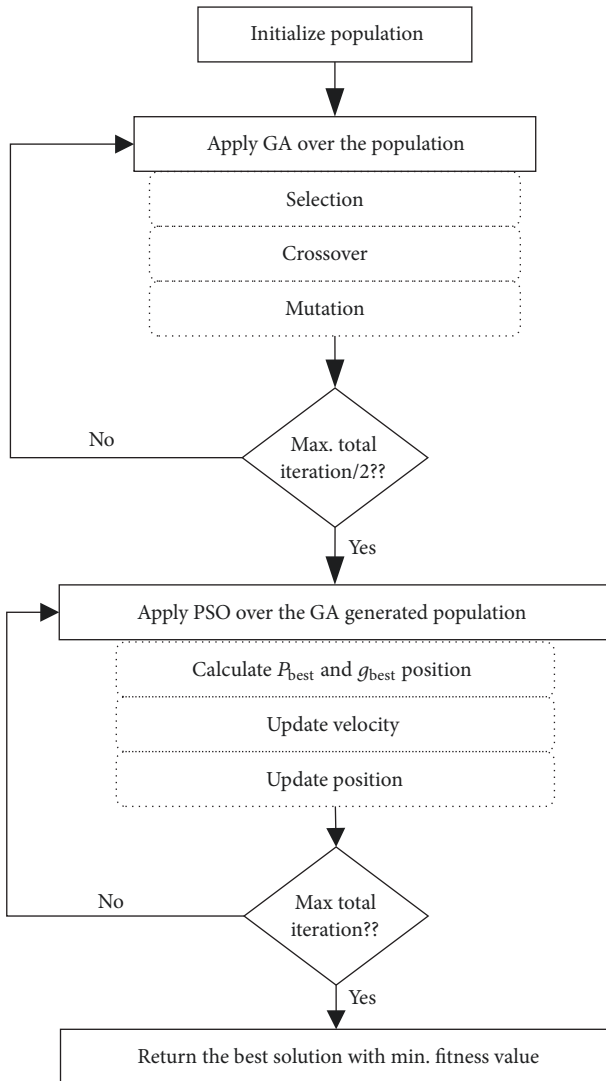 Initialize population
Apply GA over the population
Selection
Crossover
Mutation
No
Max. total
iteration/2??
Yes
Apply PSO over the GA generated population
Calculate P_best and g_best position
Update velocity
Update position
No
Max total
iteration??
Yes
Return the best solution with min. fitness value